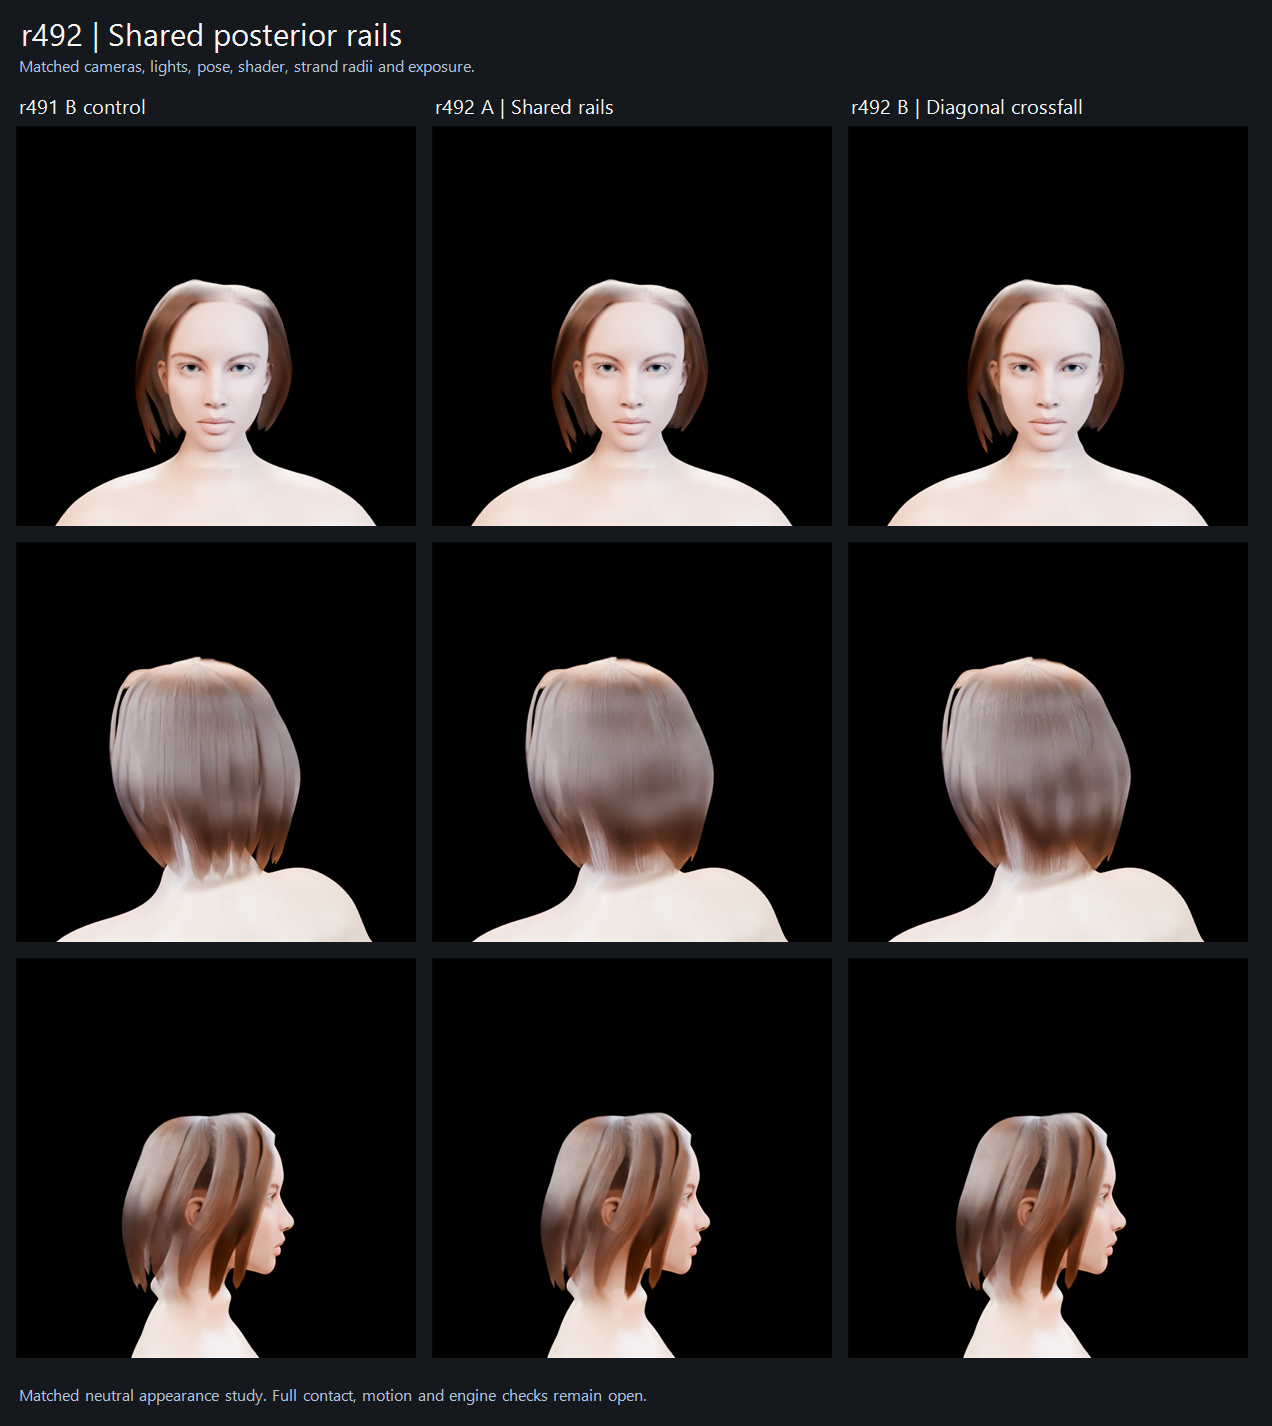 r492 | Shared posterior rails
Matched cameras, lights, pose, shader, strand radii and exposure.
r491 B control
r492 A | Shared rails
r492 B | Diagonal crossfall
Matched neutral appearance study. Full contact, motion and engine checks remain open.